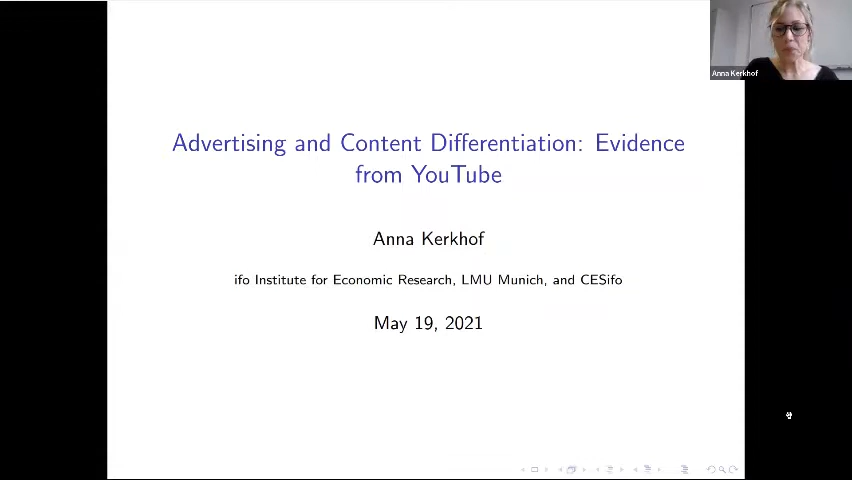 Anna Kerkhof
Advertising and Content Differentiation: Evidence
from YouTube
Anna Kerkhof
ifo Institute for Economic Research, LMU Munich, and CESifo
May 19, 2021